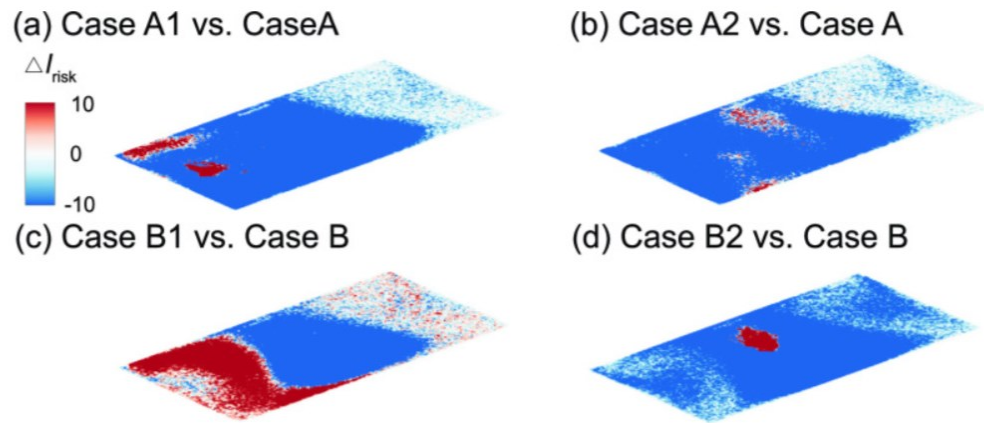 (a) Case A1 vs. CaseA
(b) Case A2 vs. Case A
△I_risk
10
0
-10
(c) Case B1 vs. Case B
(d) Case B2 vs. Case B